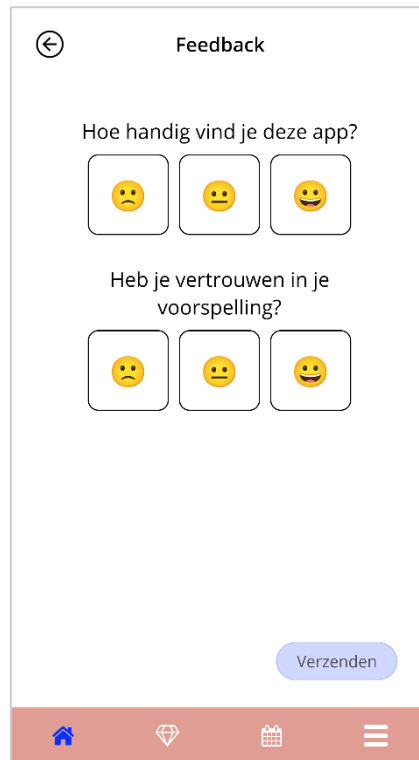 Feedback
Hoe handig vind je deze app?
Heb je vertrouwen in je
voorspelling?
Verzenden